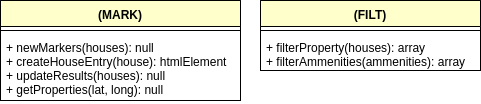 (MARK)
+ newMarkers(houses): null
+ createHouseEntry(house): htmlElement
+ updateResults(houses): null
+ getProperties(lat, long): null
(FILT)
+ filterProperty(houses): array
+ filterAmmenities(ammenities): array